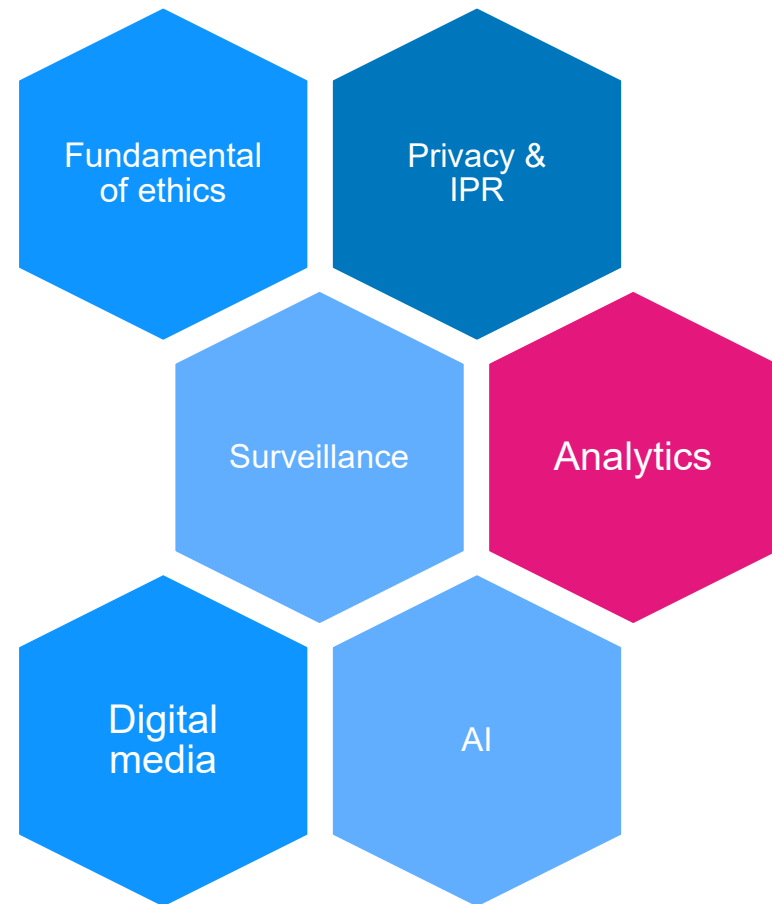 Fundamental
of ethics
Privacy &
IPR
Surveillance
Analytics
Digital
media
AI